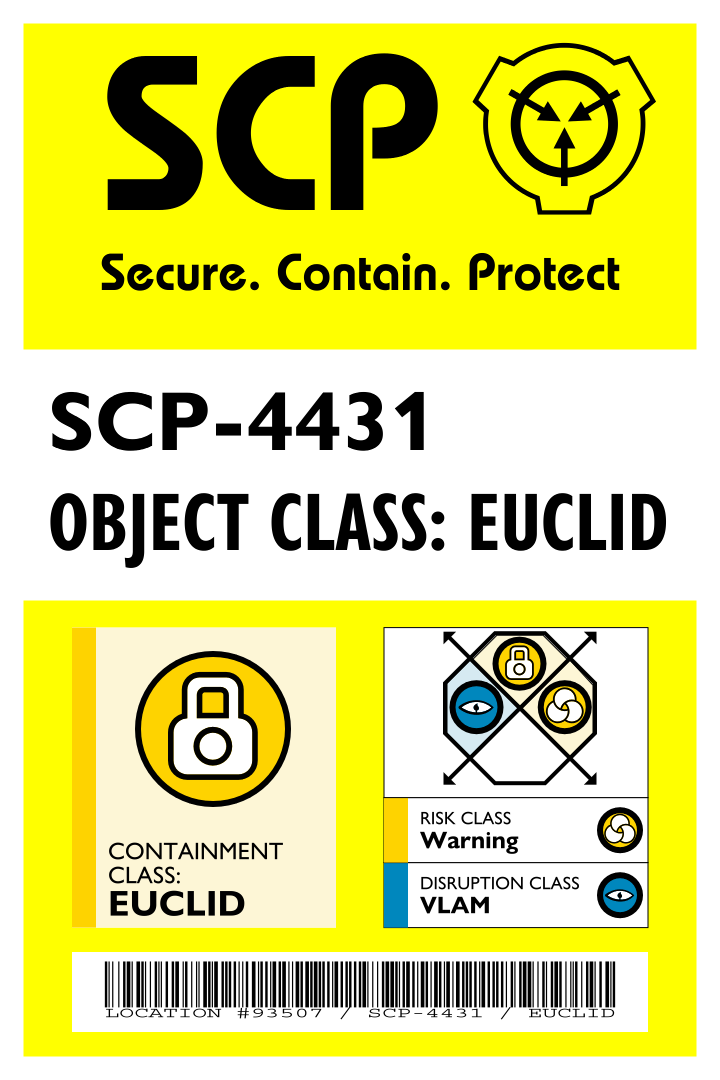 SCP
Secure. Contain. Protect
SCP-4431
OBJECT CLASS: EUCLID
CONTAINMENT
CLASS:
EUCLID
RISK CLASS
Warning
DISRUPTION CLASS
VLAM
LOCATION #93507 / SCP-4431 / EUCLID